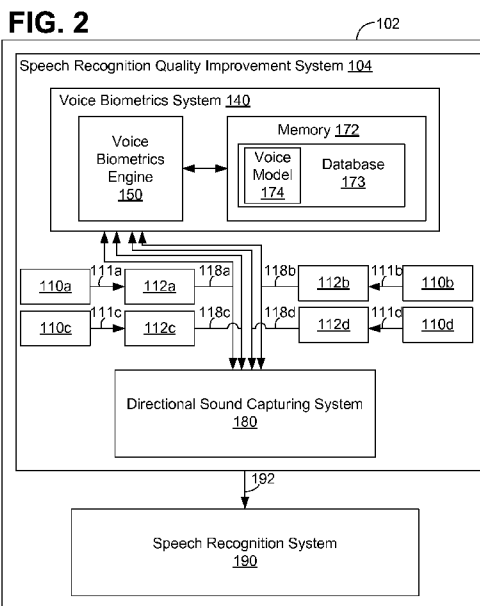 FIG. 2
102
Speech Recognition Quality Improvement System 104
Voice Biometrics System 140
Voice
Biometrics
Engine
150
Memory 172
Voice
Model
174
Database
173
110a
111a
112a
118a
118b
112b
111b
110b
110c
111c
112c
118c
118d
112d
111d
110d
Directional Sound Capturing System
180
192
Speech Recognition System
190